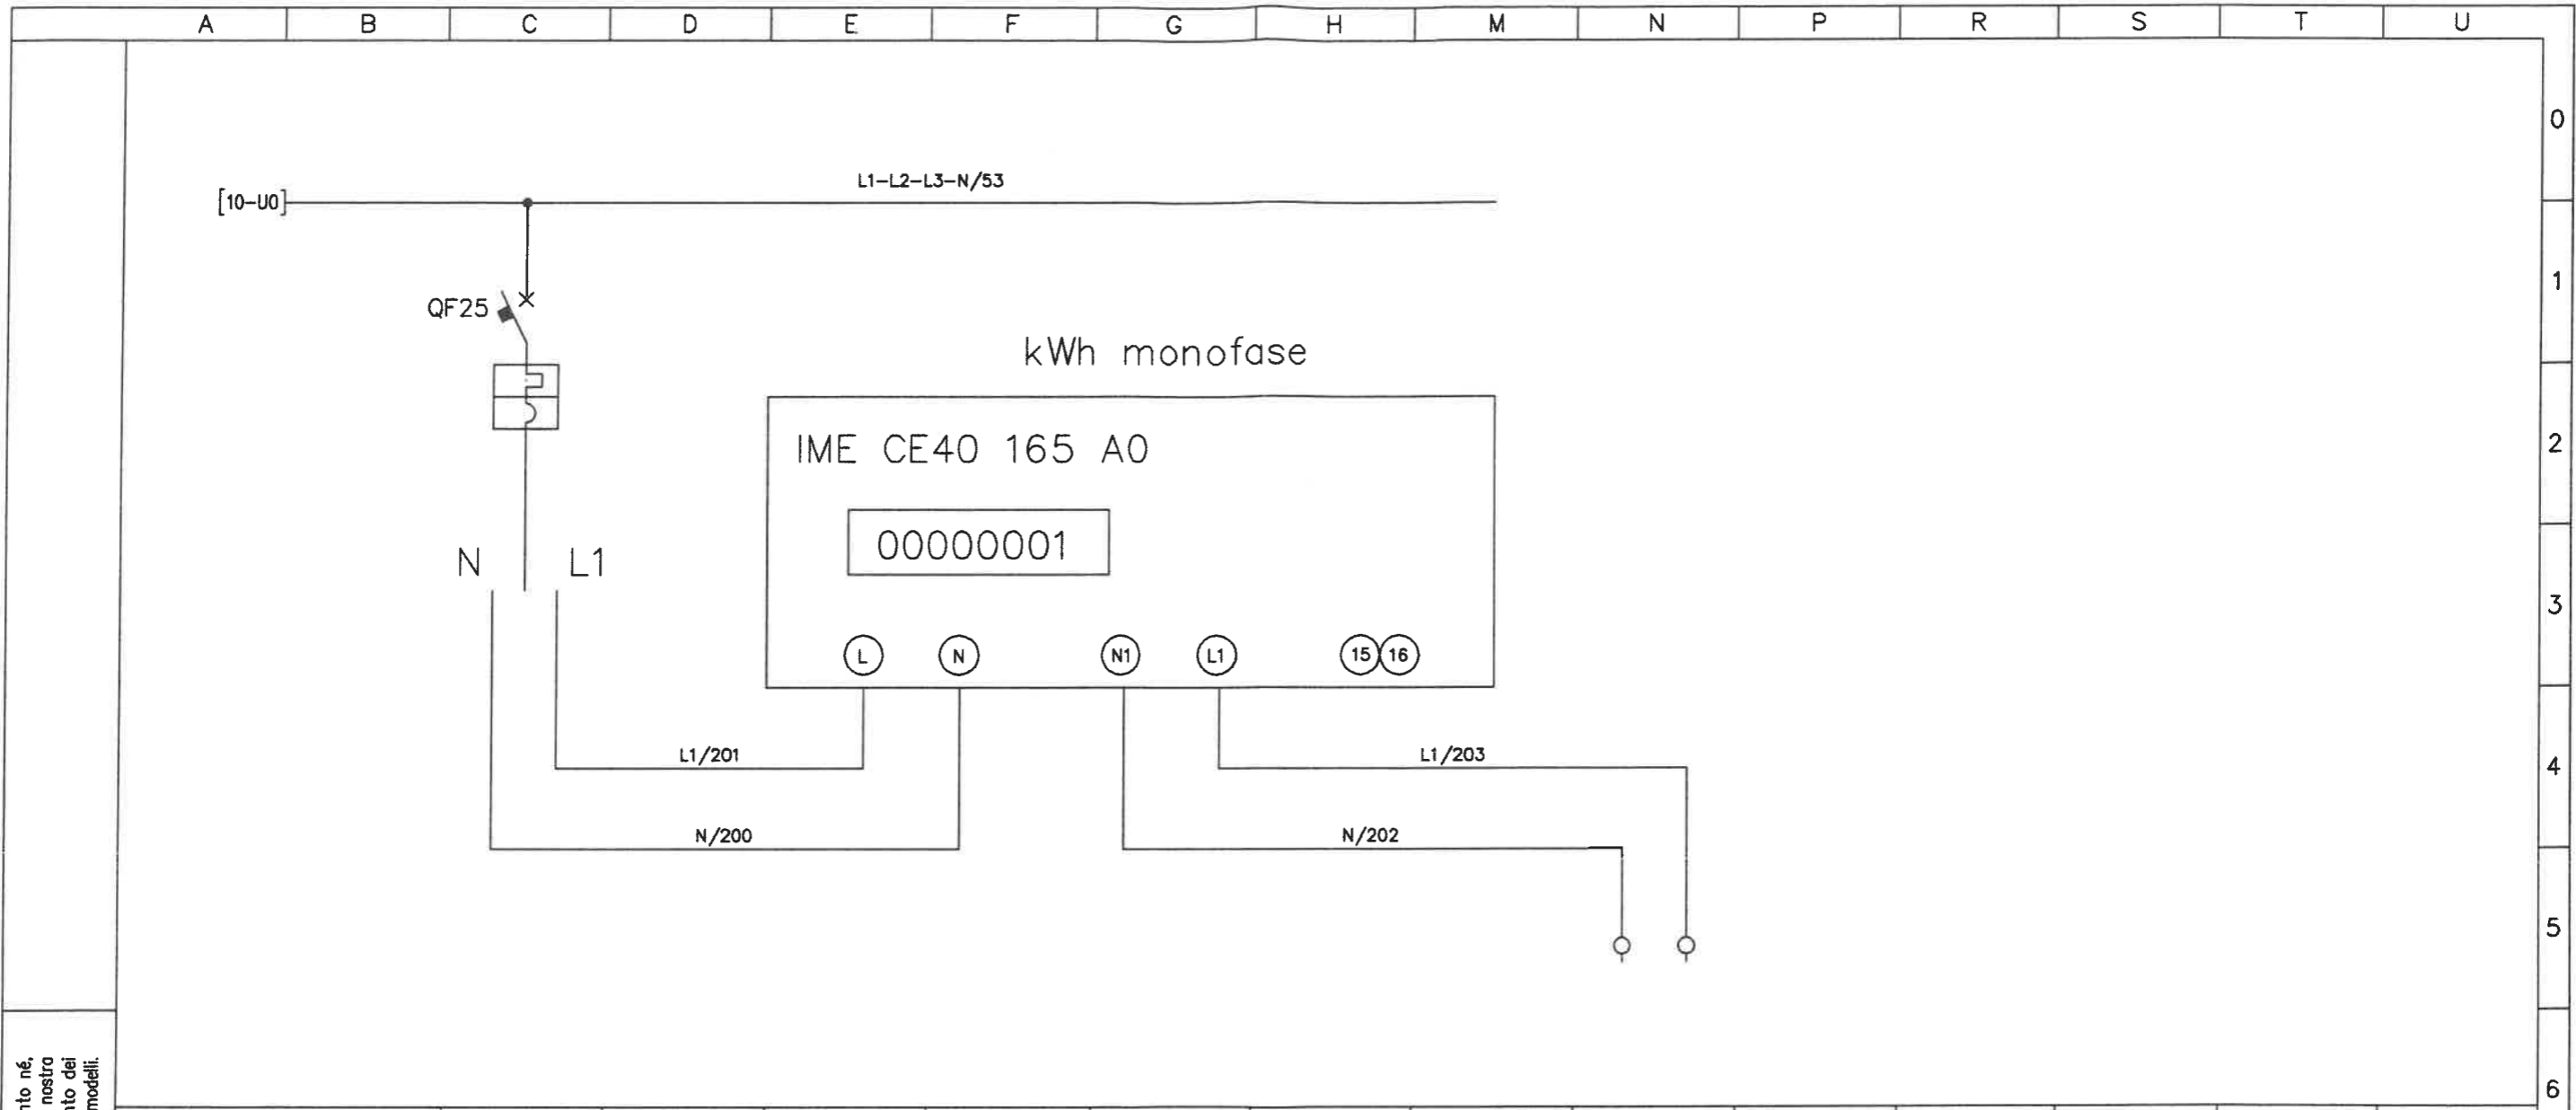 A B C D E F G H M N P R S T U
0
L1-L2-L3-N/53
[10-U0]
1
QF25
kWh monofase
2
IME CE40 165 A0
00000001
N L1
3
L N N1 L1 15 16
L1/201 L1/203
4
N/200 N/202
5
6
nto né,
nostra
nto dei
modelli.